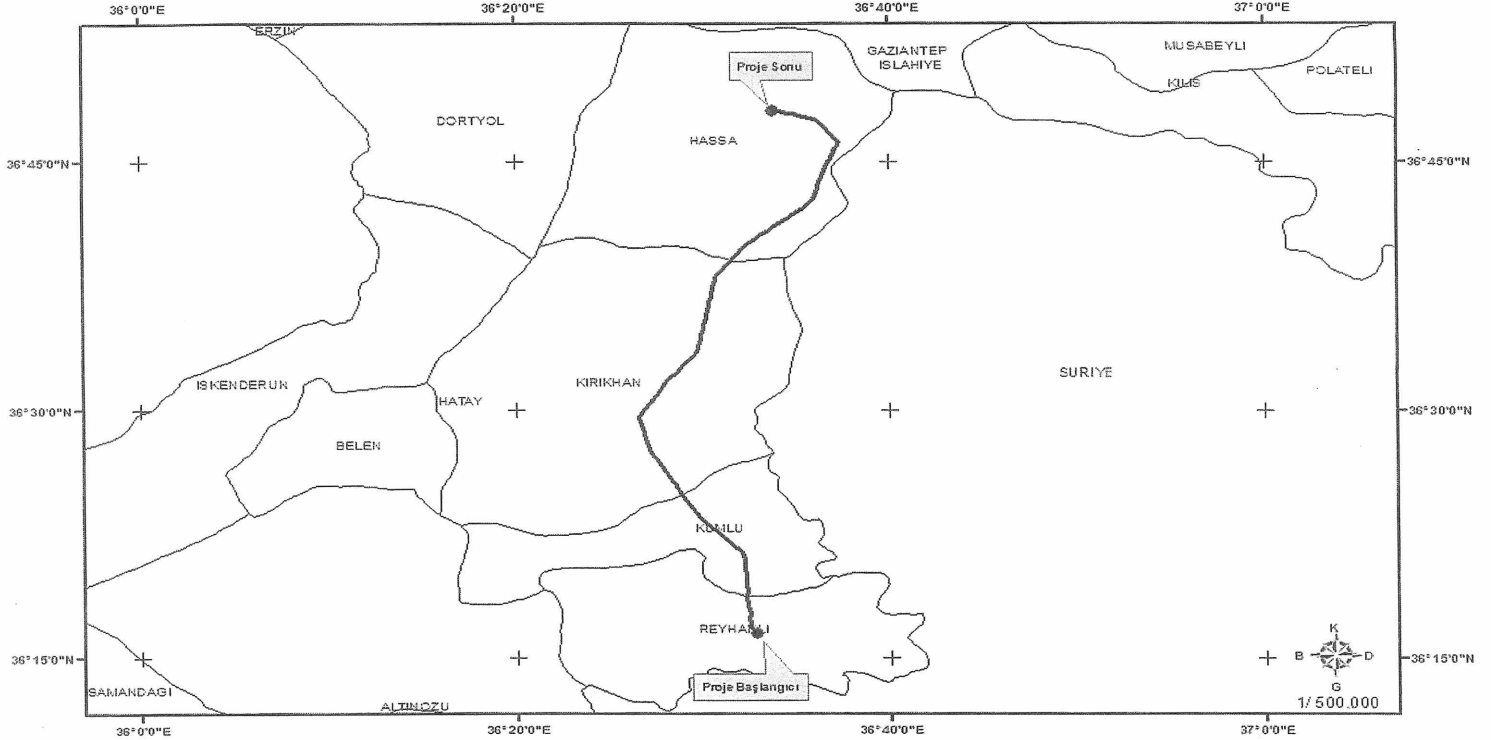 36°0'0"E
36°20'0"E
36°40'0"E
37°0'0"E
ERZIN
GAZIANTEP
ISLAHIYE
MUSABEYLI
POLATELI
KILIS
Proje Sonu
DORTYOL
HASSA
36°45'0"N
36°45'0"N
ISKENDERUN
HATAY
KIRIKHAN
SURIYE
36°30'0"N
36°30'0"N
BELEN
KUMLU
REYHANLI
36°15'0"N
36°15'0"N
K
B D
G
1/ 500.000
Proje Başlangıcı
SAMANDAGI
ALTINOZU
36°0'0"E
36°20'0"E
36°40'0"E
37°0'0"E